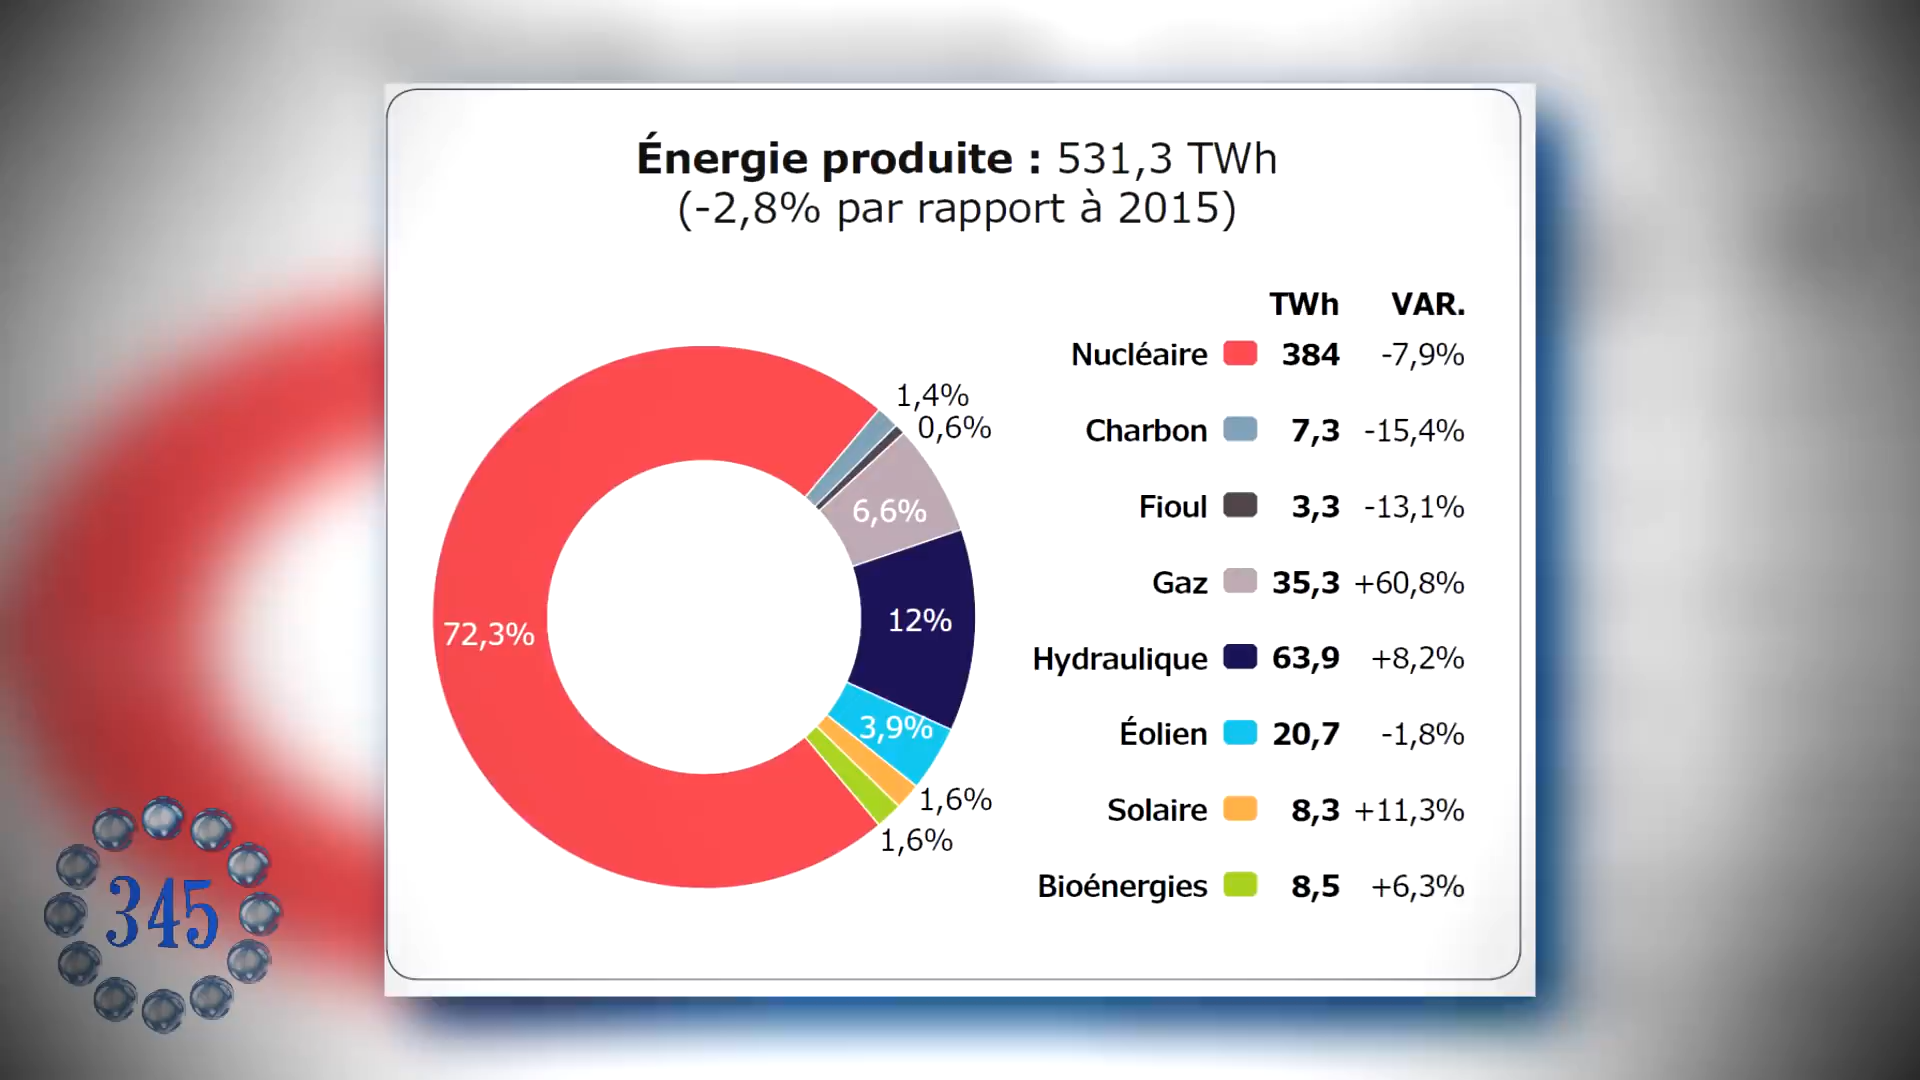 Énergie produite : 531,3 TWh
(-2,8% par rapport à 2015)
TWh VAR.
Nucléaire 384 -7,9%
Charbon 7,3 -15,4%
Fioul 3,3 -13,1%
Gaz 35,3 +60,8%
Hydraulique 63,9 +8,2%
Éolien 20,7 -1,8%
Solaire 8,3 +11,3%
Bioénergies 8,5 +6,3%
1,4%
0,6%
6,6%
12%
72,3%
3,9%
1,6%
1,6%
345